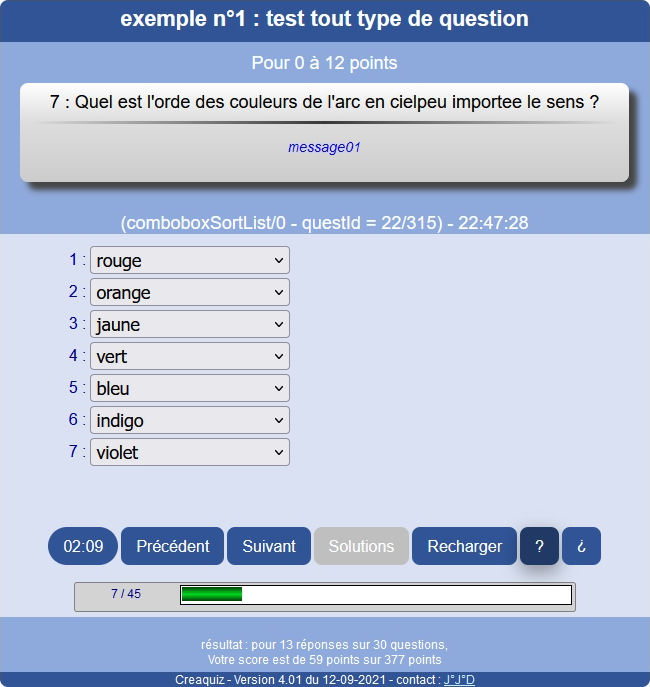 exemple n°1 : test tout type de question
Pour 0 à 12 points
7 : Quel est l'orde des couleurs de l'arc en cielpeu importee le sens ?
message01
(comboboxSortList/0 - questId = 22/315) - 22:47:28
1 : rouge
2 : orange
3 : jaune
4 : vert
5 : bleu
6 : indigo
7 : violet
02:09 Précédent Suivant Solutions Recharger ? ¿
7 / 45
résultat : pour 13 réponses sur 30 questions,
Votre score est de 59 points sur 377 points
Creaquiz - Version 4.01 du 12-09-2021 - contact : J°J°D